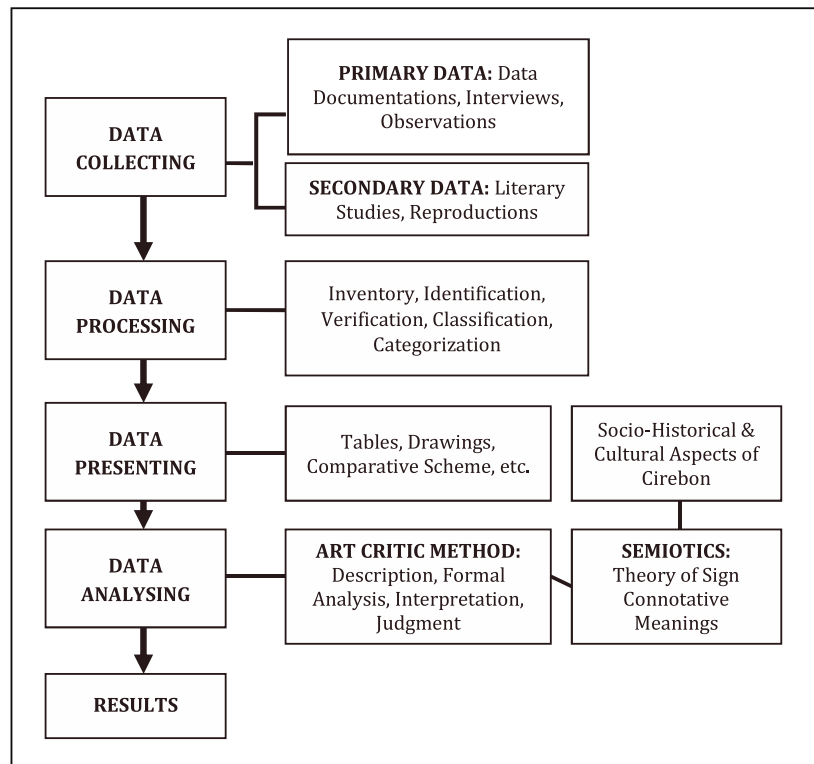 DATA
COLLECTING
PRIMARY DATA: Data
Documentations, Interviews,
Observations
SECONDARY DATA: Literary
Studies, Reproductions
DATA
PROCESSING
Inventory, Identification,
Verification, Classification,
Categorization
DATA
PRESENTING
Tables, Drawings,
Comparative Scheme, etc.
Socio-Historical &
Cultural Aspects of
Cirebon
DATA
ANALYSING
ART CRITIC METHOD:
Description, Formal
Analysis, Interpretation,
Judgment
SEMIOTICS:
Theory of Sign
Connotative
Meanings
RESULTS